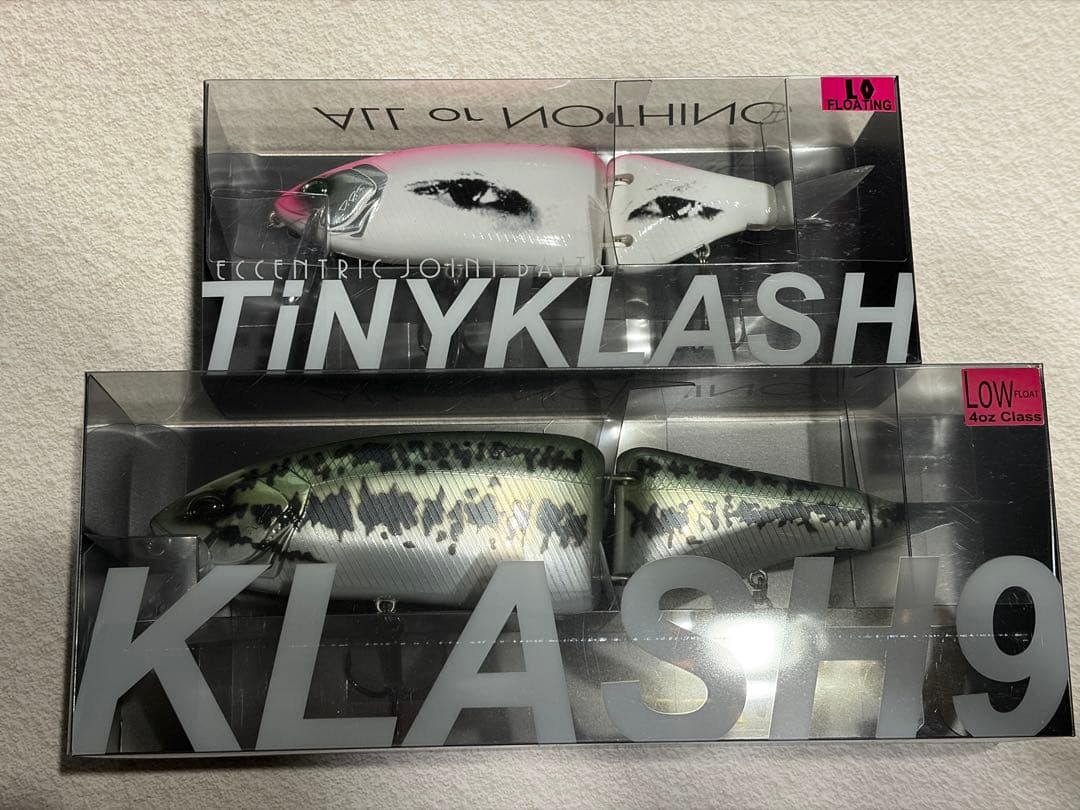 ALL or NOTHING
LO
FLOATING
ECCENTRIC JOINT BAITS
TiNYKLASH
LOW FLOAT
4oz Class
KLASH9